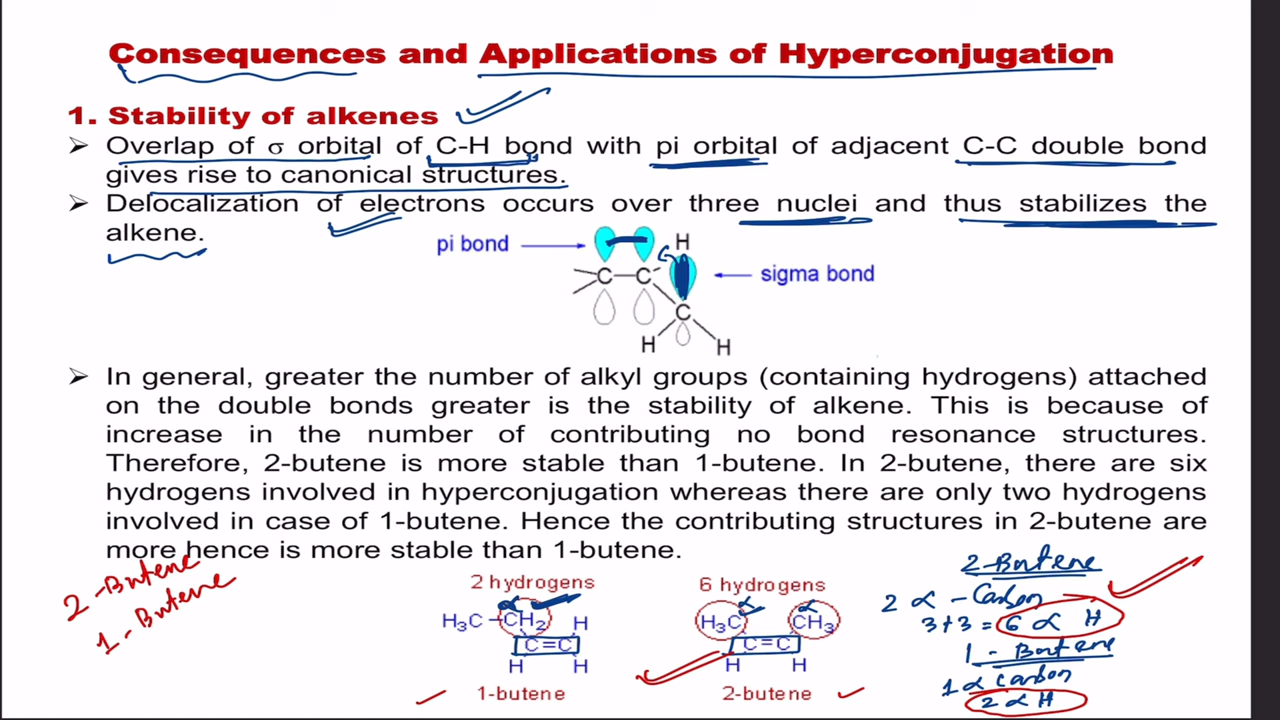 Consequences and Applications of Hyperconjugation
1. Stability of alkenes
➢ Overlap of σ orbital of C-H bond with pi orbital of adjacent C-C double bond
gives rise to canonical structures.
➢ Delocalization of electrons occurs over three nuclei and thus stabilizes the
alkene.
pi bond
H
C C
sigma bond
C
H H
➢ In general, greater the number of alkyl groups (containing hydrogens) attached
on the double bonds greater is the stability of alkene. This is because of
increase in the number of contributing no bond resonance structures.
Therefore, 2-butene is more stable than 1-butene. In 2-butene, there are six
hydrogens involved in hyperconjugation whereas there are only two hydrogens
involved in case of 1-butene. Hence the contributing structures in 2-butene are
more hence is more stable than 1-butene.
2-Butene
1-Butene
2 hydrogens
α
H₃C-CH₂ H
C=C
H H
1-butene
6 hydrogens
α α
H₃C CH₃
C=C
H H
2-butene
2-Butene
2 α - Carbon
3+3 = 6 α H
1 - Butene
1 α Carbon
2 α H